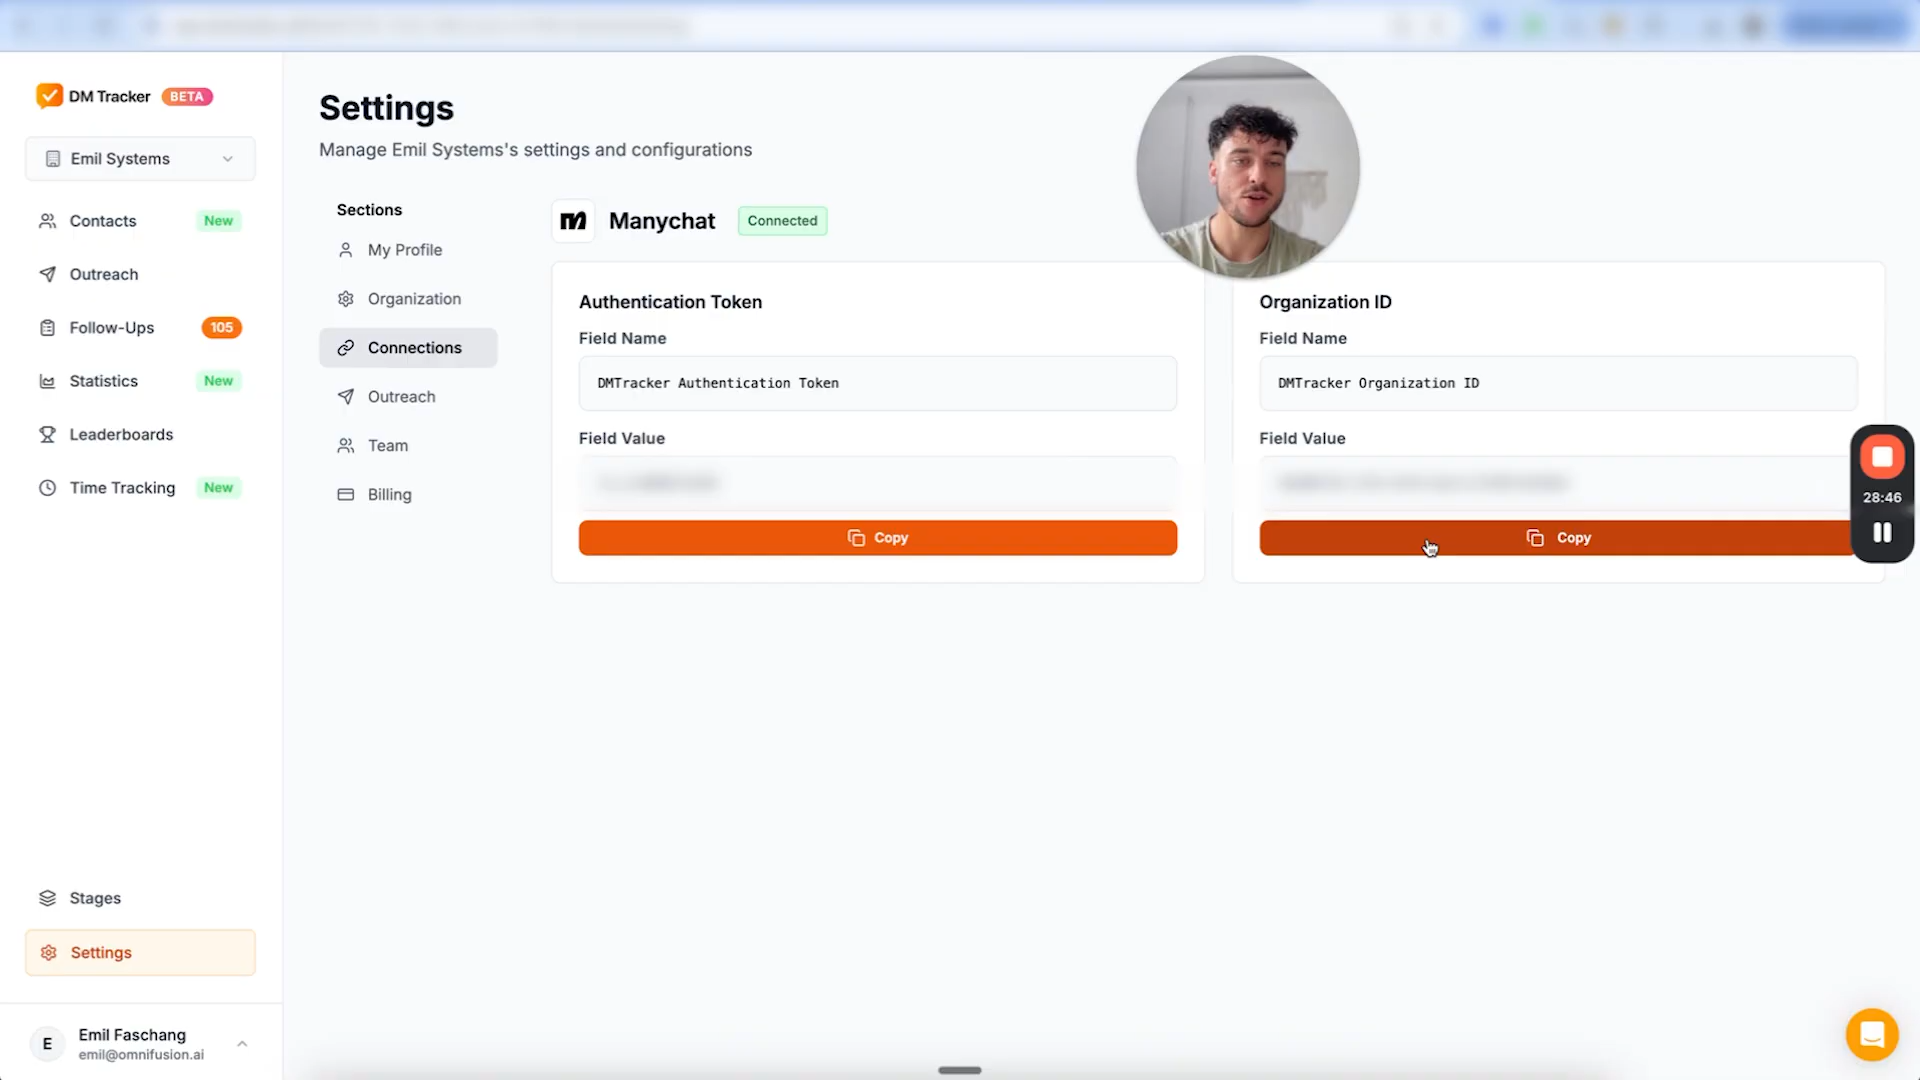 DM Tracker BETA
Emil Systems
Contacts New
Outreach
Follow-Ups 105
Statistics New
Leaderboards
Time Tracking New
Stages
Settings
E
Emil Faschang
emil@omnifusion.ai
Settings
Manage Emil Systems's settings and configurations
Sections
My Profile
Organization
Connections
Outreach
Team
Billing
Manychat Connected
Authentication Token
Field Name
DMTracker Authentication Token
Field Value
Copy
Organization ID
Field Name
DMTracker Organization ID
Field Value
Copy
28:46